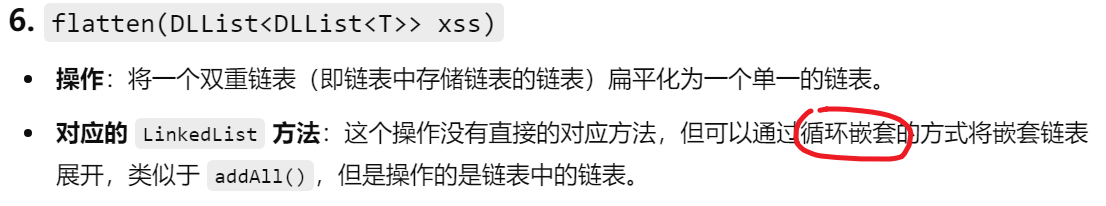 6. flatten(DLList<DLList<T>> xss)
• 操作：将一个双重链表（即链表中存储链表的链表）扁平化为一个单一的链表。
• 对应的 LinkedList 方法：这个操作没有直接的对应方法，但可以通过循环嵌套的方式将嵌套链表
展开，类似于 addAll()，但是操作的是链表中的链表。